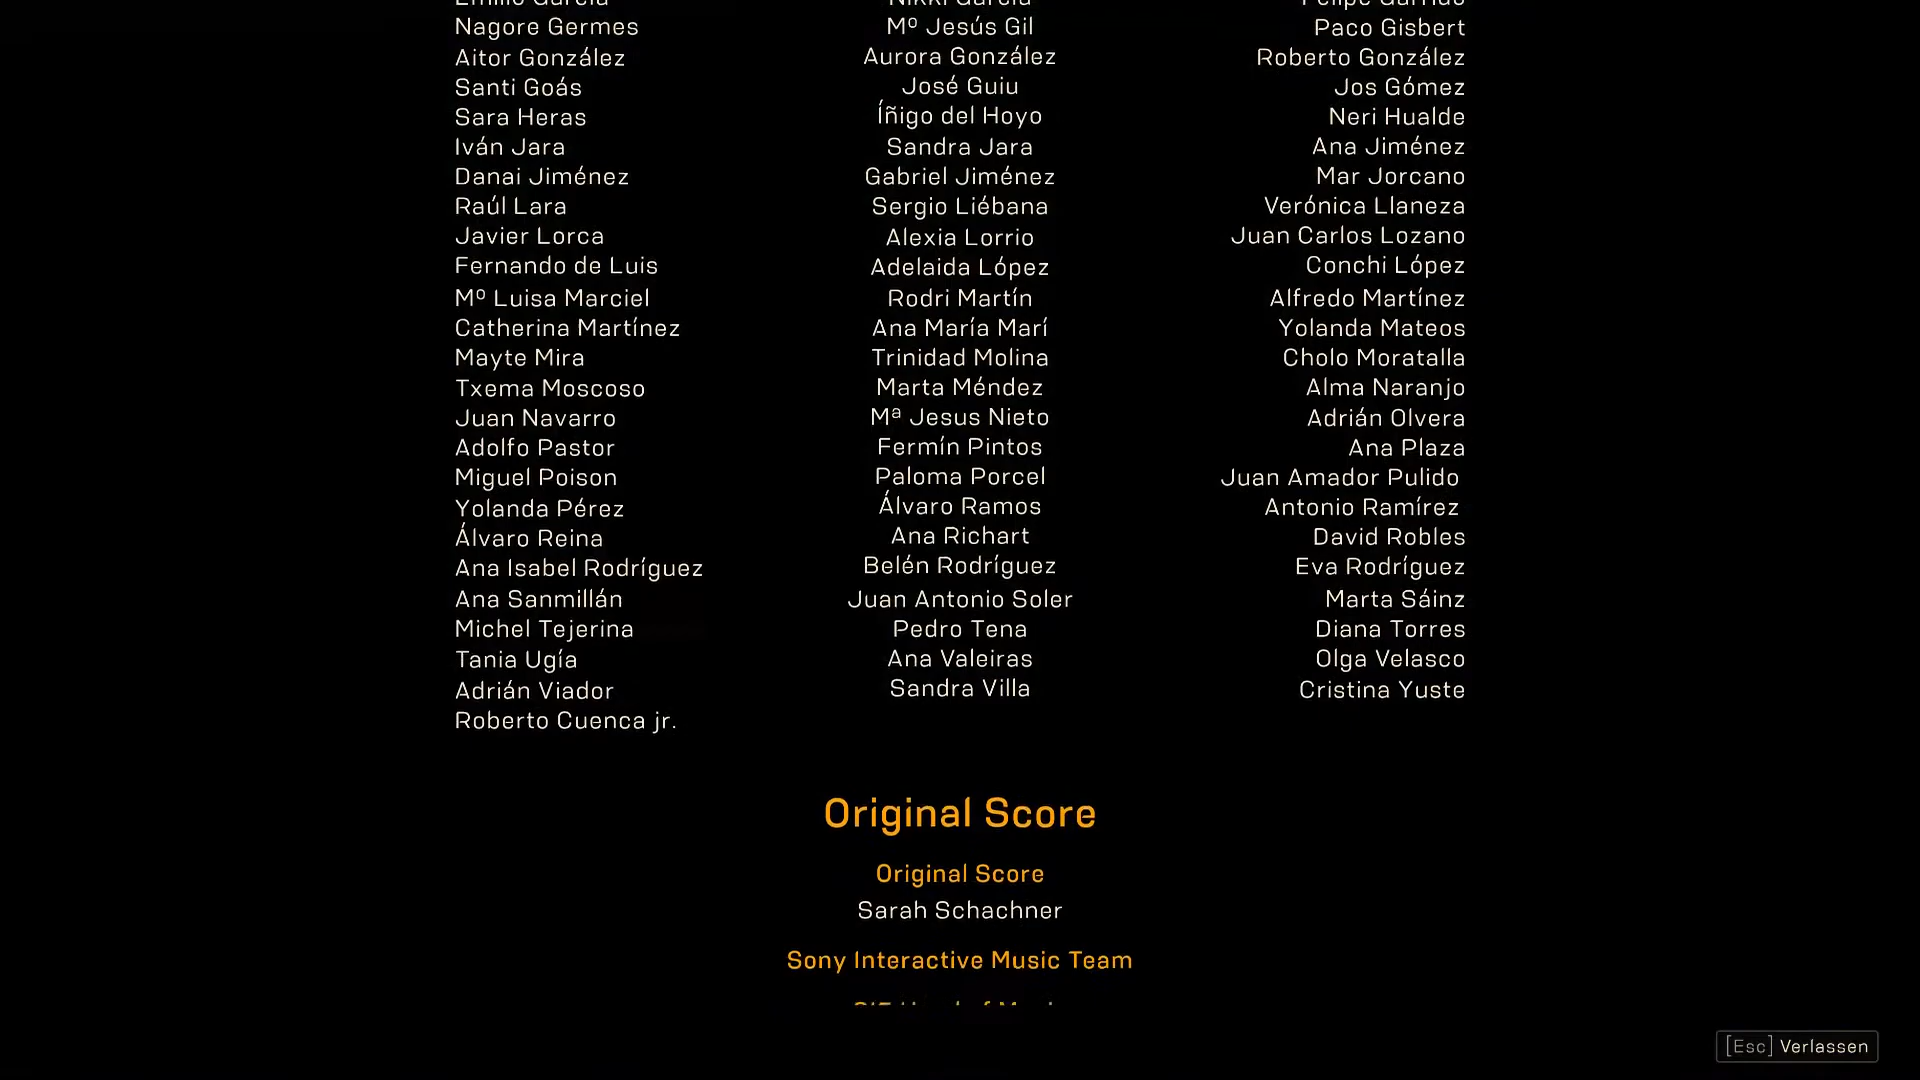 Nagore Germes Mº Jesús Gil Paco Gisbert
Aitor González Aurora González Roberto González
Santi Goás José Guiu Jos Gómez
Sara Heras Íñigo del Hoyo Neri Hualde
Iván Jara Sandra Jara Ana Jiménez
Danai Jiménez Gabriel Jiménez Mar Jorcano
Raúl Lara Sergio Liébana Verónica Llaneza
Javier Lorca Alexia Lorrio Juan Carlos Lozano
Fernando de Luis Adelaida López Conchi López
Mº Luisa Marciel Rodri Martín Alfredo Martínez
Catherina Martínez Ana María Marí Yolanda Mateos
Mayte Mira Trinidad Molina Cholo Moratalla
Txema Moscoso Marta Méndez Alma Naranjo
Juan Navarro Mª Jesus Nieto Adrián Olvera
Adolfo Pastor Fermín Pintos Ana Plaza
Miguel Poison Paloma Porcel Juan Amador Pulido
Yolanda Pérez Álvaro Ramos Antonio Ramírez
Álvaro Reina Ana Richart David Robles
Ana Isabel Rodríguez Belén Rodríguez Eva Rodríguez
Ana Sanmillán Juan Antonio Soler Marta Sáinz
Michel Tejerina Pedro Tena Diana Torres
Tania Ugía Ana Valeiras Olga Velasco
Adrián Viador Sandra Villa Cristina Yuste
Roberto Cuenca jr.
Original Score
Original Score
Sarah Schachner
Sony Interactive Music Team
[Esc] Verlassen